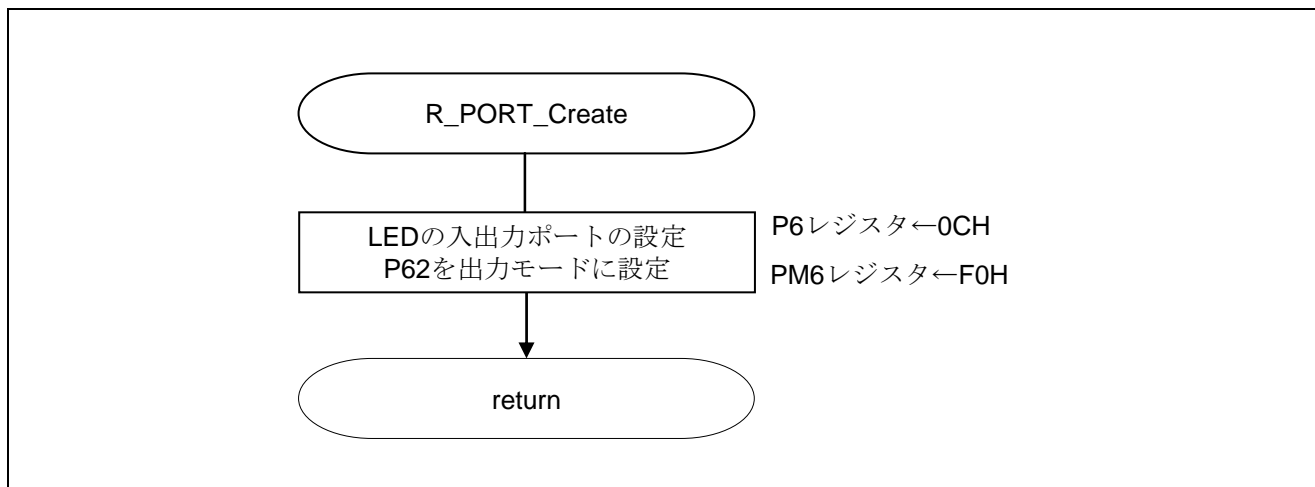 R_PORT_Create
LEDの入出力ポートの設定
P62を出力モードに設定
P6レジスタ←0CH
PM6レジスタ←F0H
return